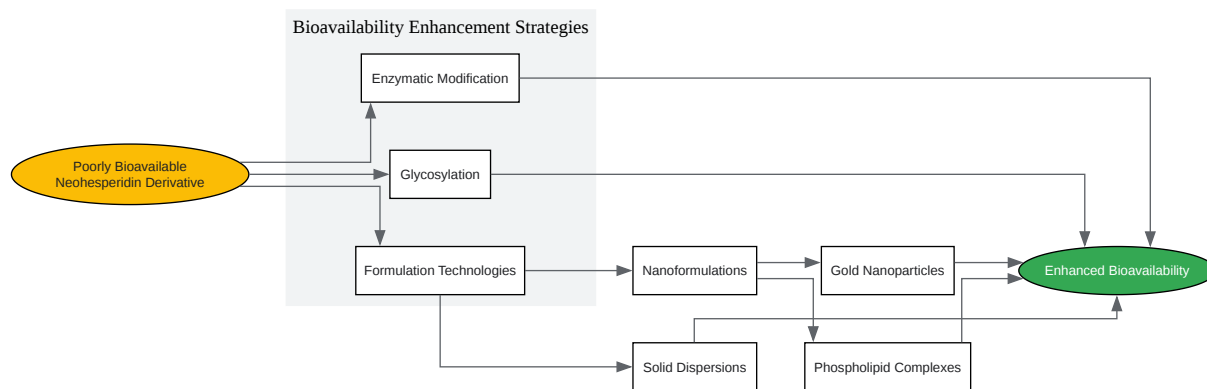 Bioavailability Enhancement Strategies
Enzymatic Modification
Poorly Bioavailable
Neohesperidin Derivative
Glycosylation
Formulation Technologies
Nanoformulations
Gold Nanoparticles
Enhanced Bioavailability
Solid Dispersions
Phospholipid Complexes